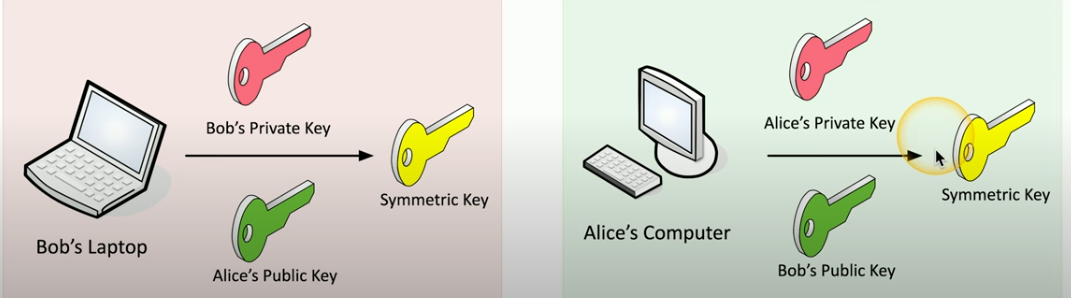 Bob's Private Key
Symmetric Key
Bob's Laptop
Alice's Public Key
Alice's Private Key
Symmetric Key
Alice's Computer
Bob's Public Key